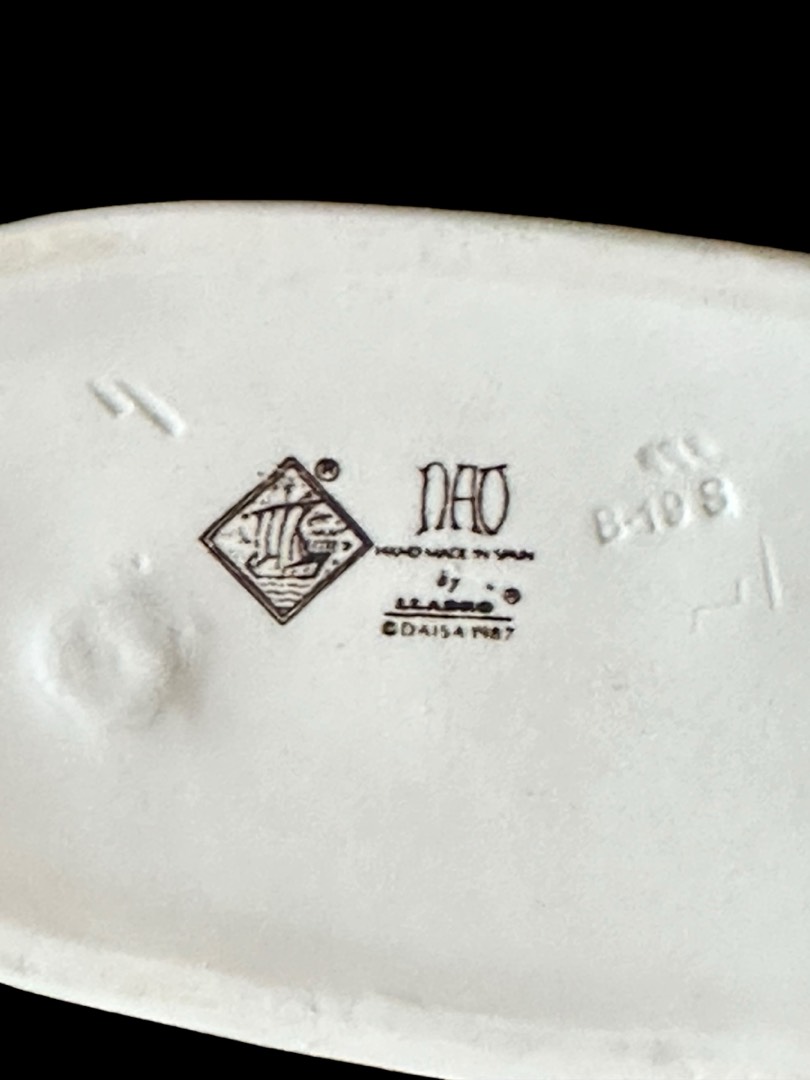 ®
NAO
HAND MADE IN SPAIN
by
LLADRO ®
© DAISA 1987
B-10 S